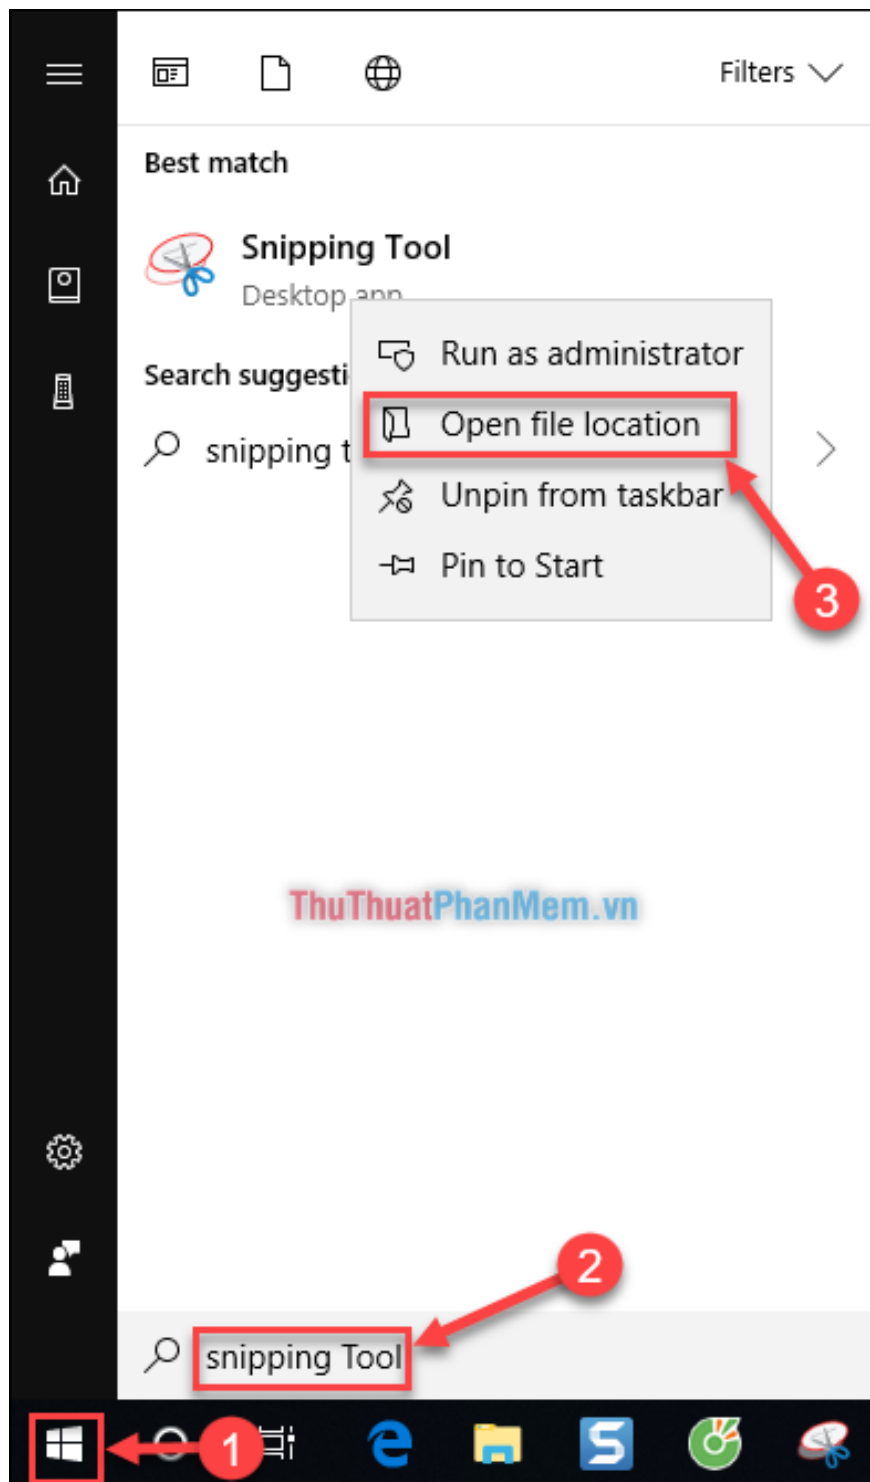 Filters
Best match
Snipping Tool
Desktop app
Run as administrator
Search suggesti
Open file location
snipping t
Unpin from taskbar
3
Pin to Start
ThuThuatPhanMem.vn
2
snipping Tool
1